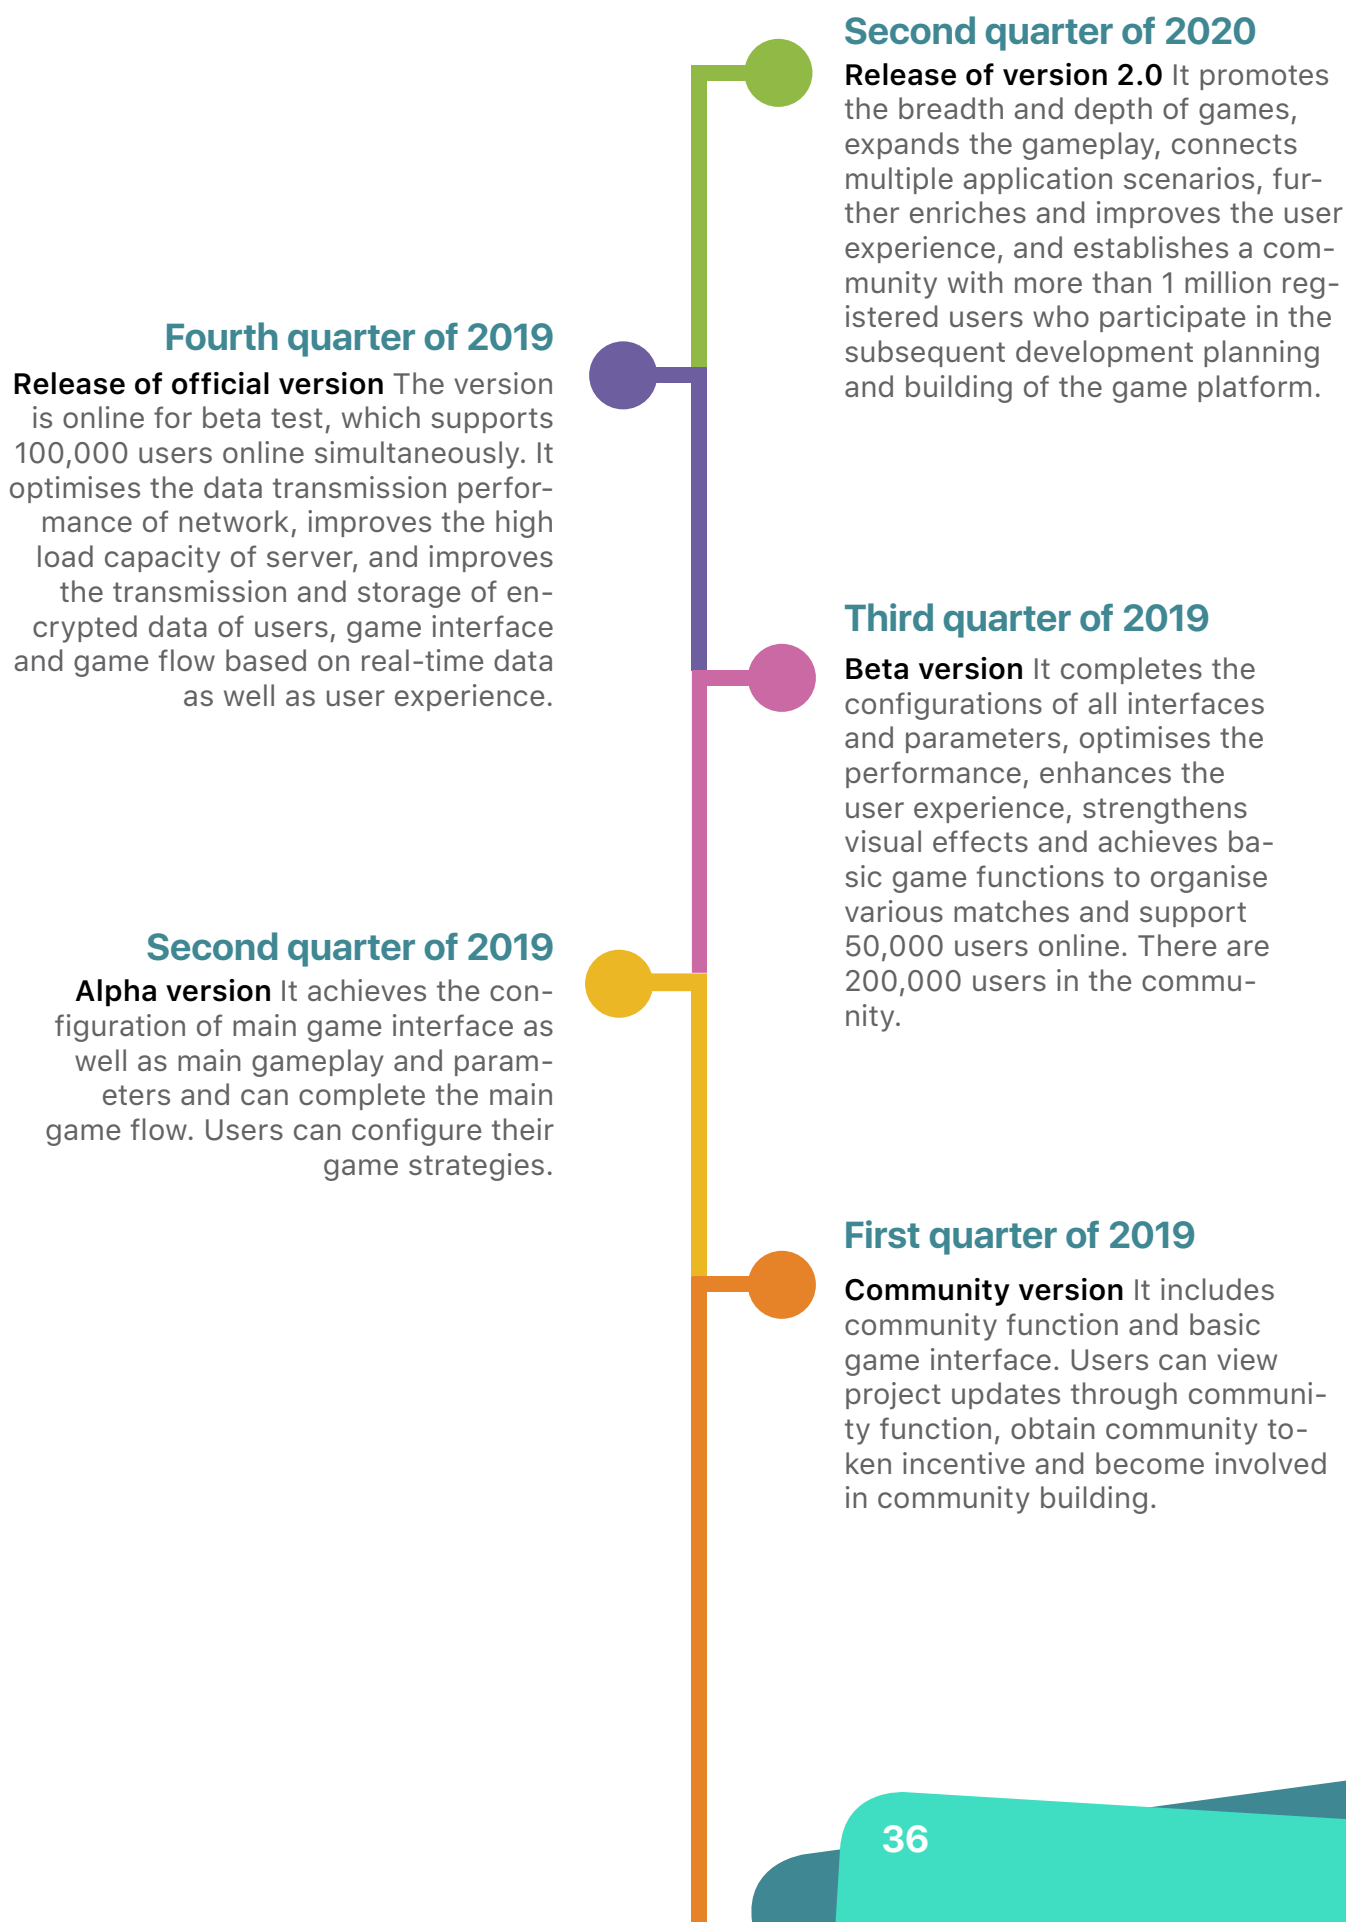 Second quarter of 2020
Release of version 2.0 It promotes
the breadth and depth of games,
expands the gameplay, connects
multiple application scenarios, fur-
ther enriches and improves the user
experience, and establishes a com-
munity with more than 1 million reg-
istered users who participate in the
subsequent development planning
and building of the game platform.
Fourth quarter of 2019
Release of official version The version
is online for beta test, which supports
100,000 users online simultaneously. It
optimises the data transmission perfor-
mance of network, improves the high
load capacity of server, and improves
the transmission and storage of en-
crypted data of users, game interface
and game flow based on real-time data
as well as user experience.
Third quarter of 2019
Beta version It completes the
configurations of all interfaces
and parameters, optimises the
performance, enhances the
user experience, strengthens
visual effects and achieves ba-
sic game functions to organise
various matches and support
50,000 users online. There are
200,000 users in the commu-
nity.
Second quarter of 2019
Alpha version It achieves the con-
figuration of main game interface as
well as main gameplay and param-
eters and can complete the main
game flow. Users can configure their
game strategies.
First quarter of 2019
Community version It includes
community function and basic
game interface. Users can view
project updates through communi-
ty function, obtain community to-
ken incentive and become involved
in community building.
36